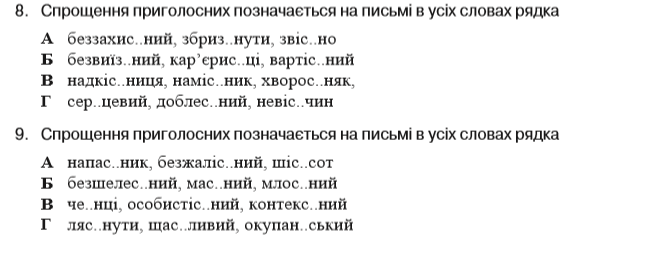 8. Спрощення приголосних позначається на письмі в усіх словах рядка
А беззахис..ний, збриз..нути, звіс..но
Б безвиїз..ний, кар’єрис..ці, вартіс..ний
В надкіс..ниця, наміс..ник, хворос..няк,
Г сер..цевий, доблес..ний, невіс..чин
9. Спрощення приголосних позначається на письмі в усіх словах рядка
А напас..ник, безжаліс..ний, шіс..сот
Б безшелес..ний, мас..ний, млос..ний
В че..нці, особистіс..ний, контекс..ний
Г ляс..нути, щас..ливий, окупан..ський